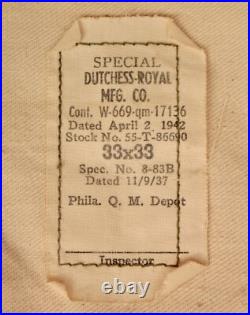 SPECIAL
DUTCHESS-ROYAL
MFG. CO.
Cont. W-669-qm-17136
Dated April 2, 1942
Stock No. 55-T-86690
33x33
Spec. No. 8-83B
Dated 11/9/37
Phila. Q. M. Depot
Inspector